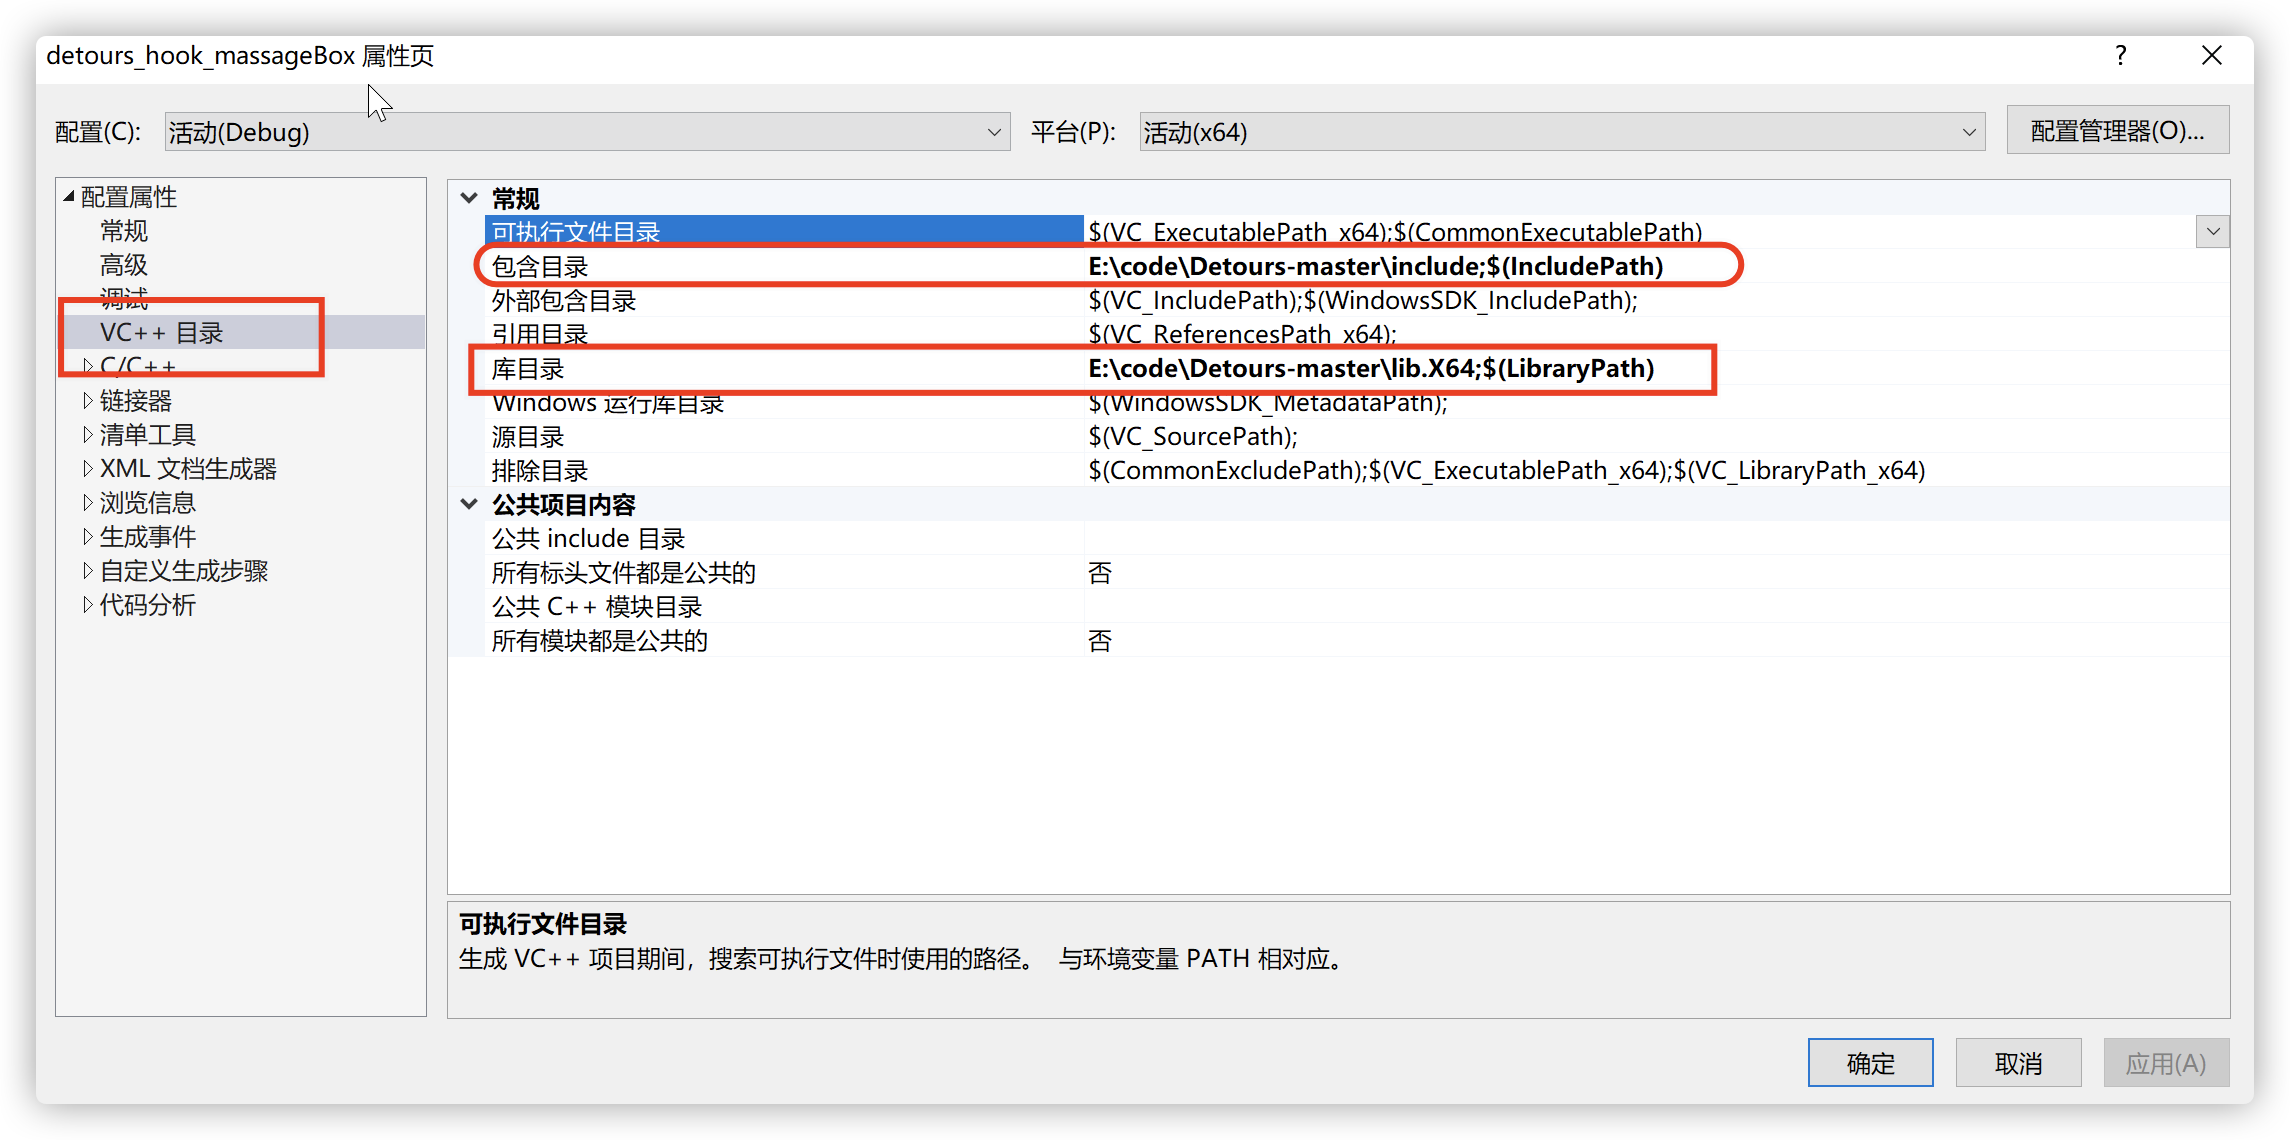 detours_hook_massageBox 属性页
?
配置(C):
活动(Debug)
平台(P):
活动(x64)
配置管理器(O)...
配置属性
常规
高级
调试
VC++ 目录
C/C++
链接器
清单工具
XML 文档生成器
浏览信息
生成事件
自定义生成步骤
代码分析
常规
可执行文件目录 $(VC_ExecutablePath_x64);$(CommonExecutablePath)
包含目录 E:\code\Detours-master\include;$(IncludePath)
外部包含目录 $(VC_IncludePath);$(WindowsSDK_IncludePath);
引用目录 $(VC_ReferencesPath_x64);
库目录 E:\code\Detours-master\lib.X64;$(LibraryPath)
Windows 运行库目录 $(WindowsSDK_MetadataPath);
源目录 $(VC_SourcePath);
排除目录 $(CommonExcludePath);$(VC_ExecutablePath_x64);$(VC_LibraryPath_x64)
公共项目内容
公共 include 目录
所有标头文件都是公共的 否
公共 C++ 模块目录
所有模块都是公共的 否
可执行文件目录
生成 VC++ 项目期间，搜索可执行文件时使用的路径。 与环境变量 PATH 相对应。
确定
取消
应用(A)